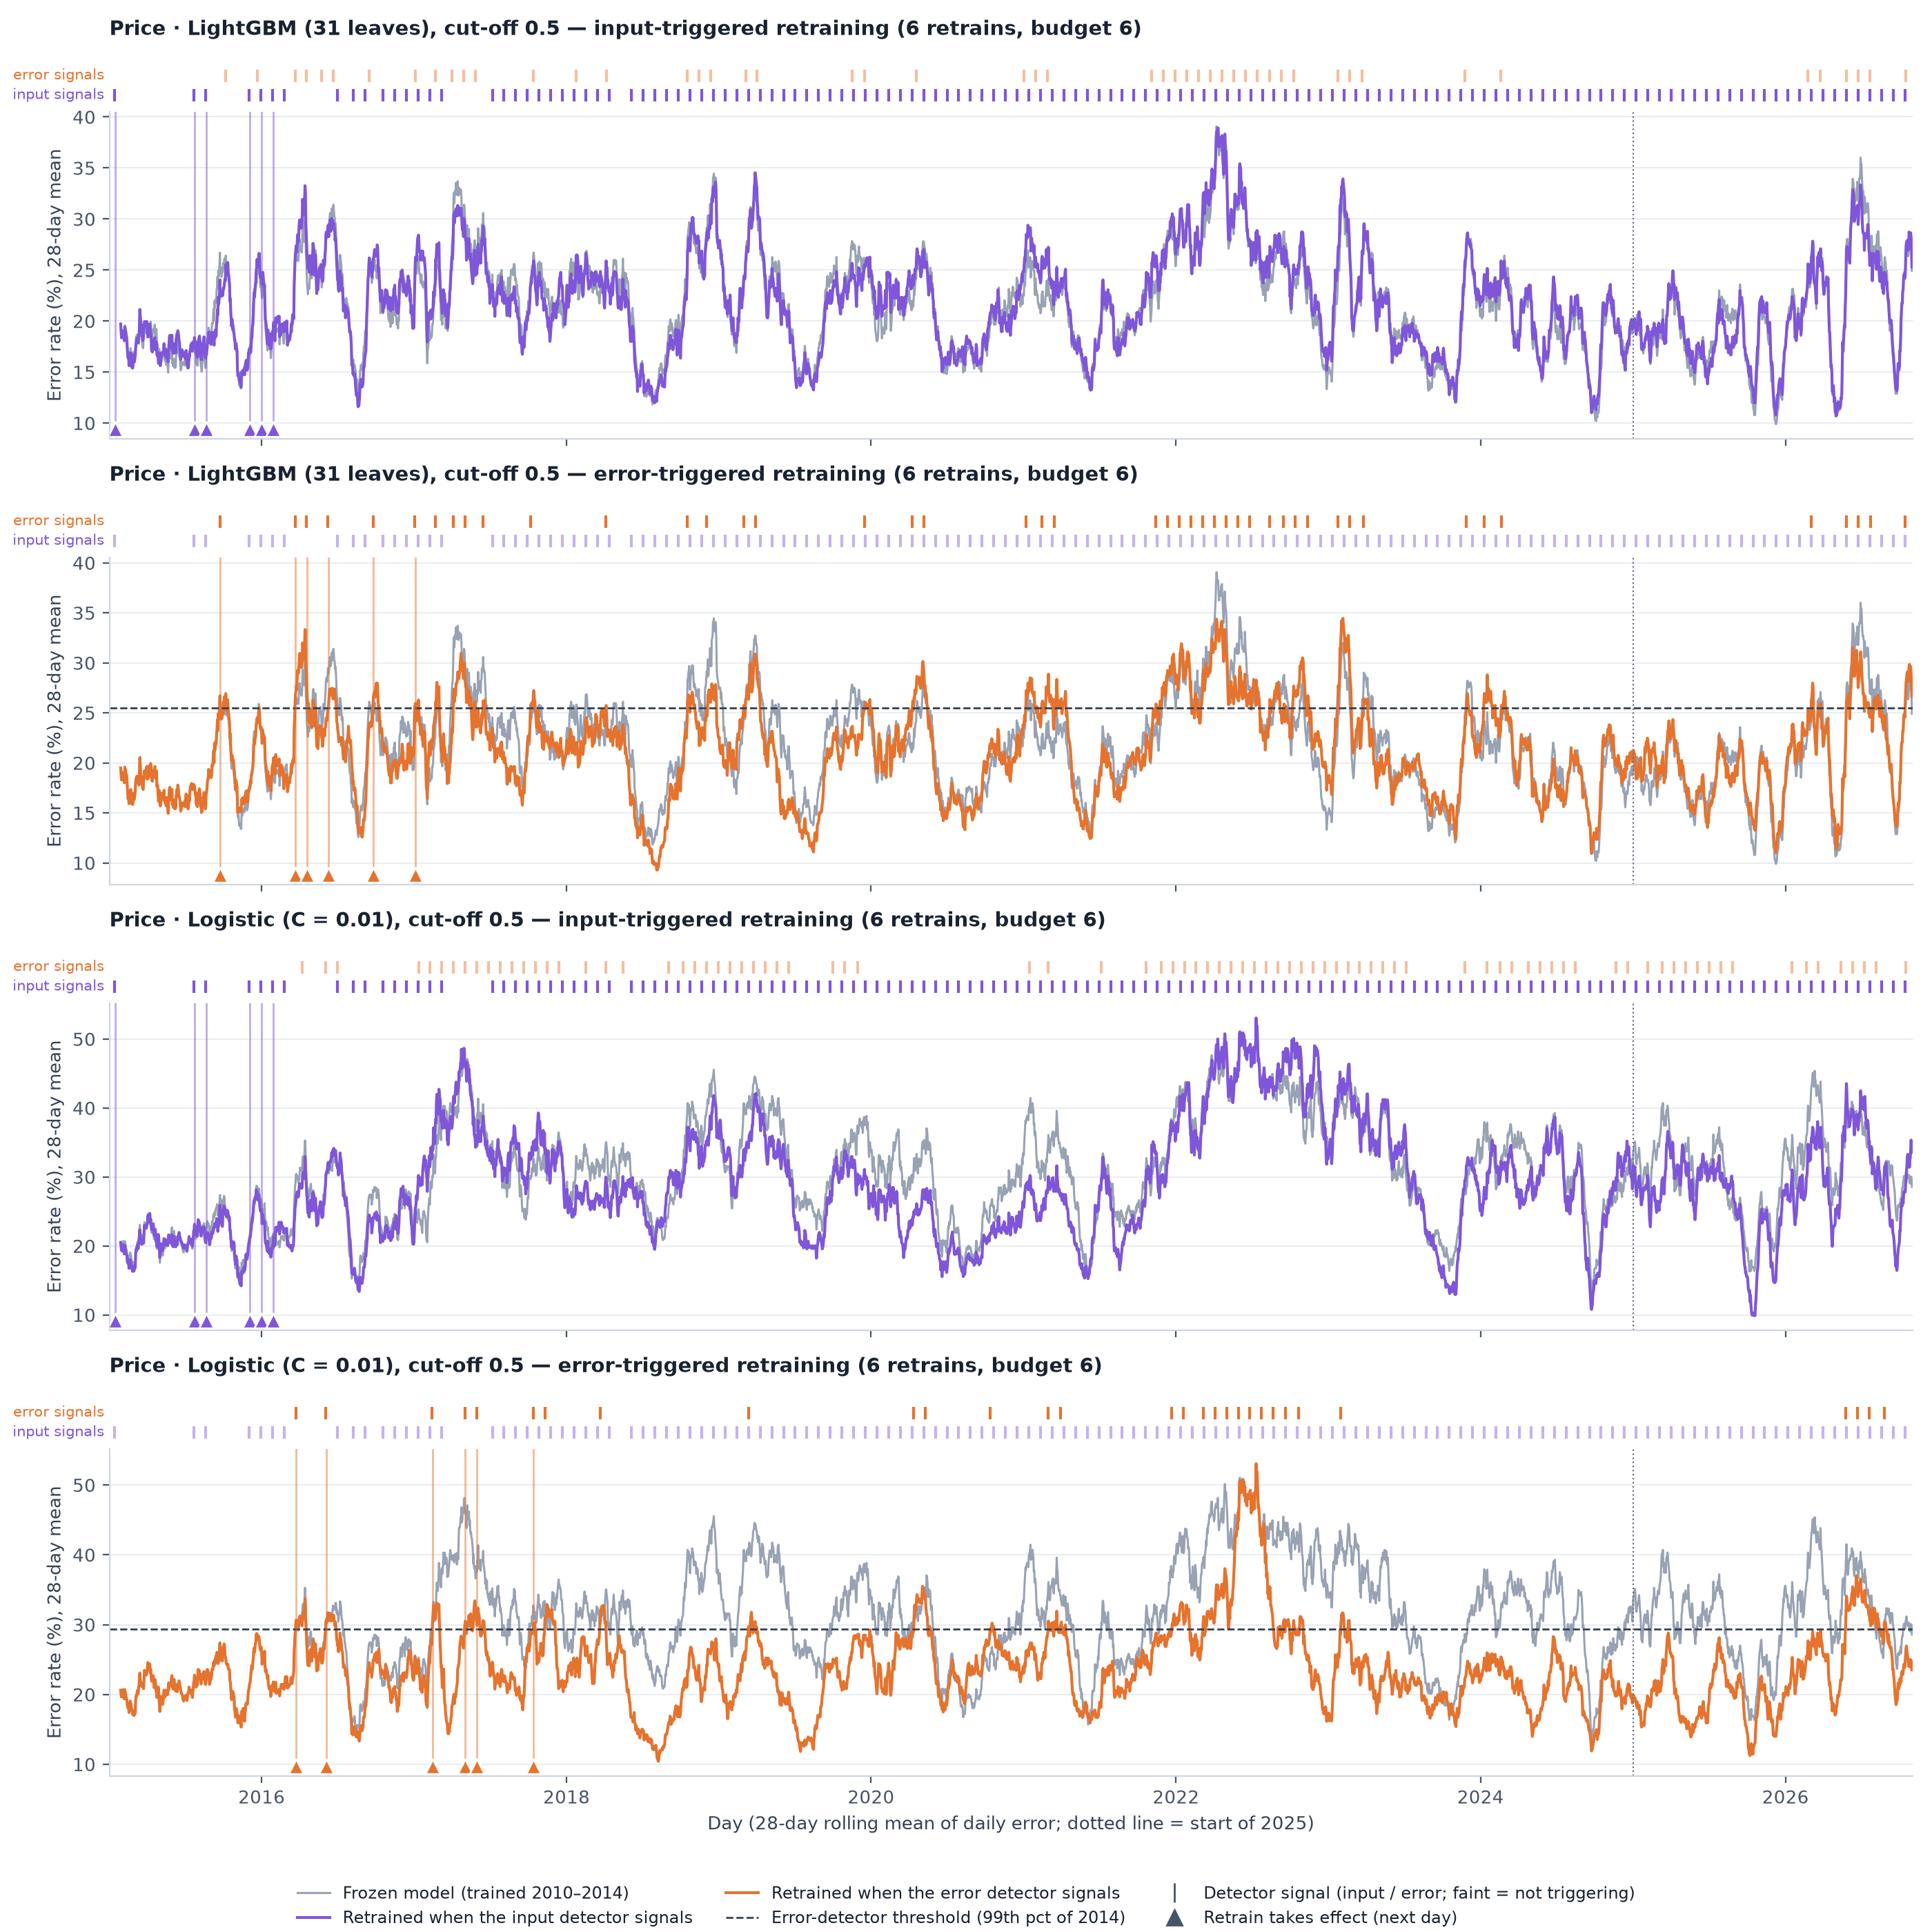 Price · LightGBM (31 leaves), cut-off 0.5 — input-triggered retraining (6 retrains, budget 6)
error signals
input signals
40
35
30
25
20
15
10
Error rate (%), 28-day mean
Price · LightGBM (31 leaves), cut-off 0.5 — error-triggered retraining (6 retrains, budget 6)
error signals
input signals
40
35
30
25
20
15
10
Error rate (%), 28-day mean
Price · Logistic (C = 0.01), cut-off 0.5 — input-triggered retraining (6 retrains, budget 6)
error signals
input signals
50
40
30
20
10
Error rate (%), 28-day mean
Price · Logistic (C = 0.01), cut-off 0.5 — error-triggered retraining (6 retrains, budget 6)
error signals
input signals
50
40
30
20
10
Error rate (%), 28-day mean
2016 2018 2020 2022 2024 2026
Day (28-day rolling mean of daily error; dotted line = start of 2025)
Frozen model (trained 2010–2014)
Retrained when the input detector signals
Retrained when the error detector signals
Error-detector threshold (99th pct of 2014)
Detector signal (input / error; faint = not triggering)
Retrain takes effect (next day)